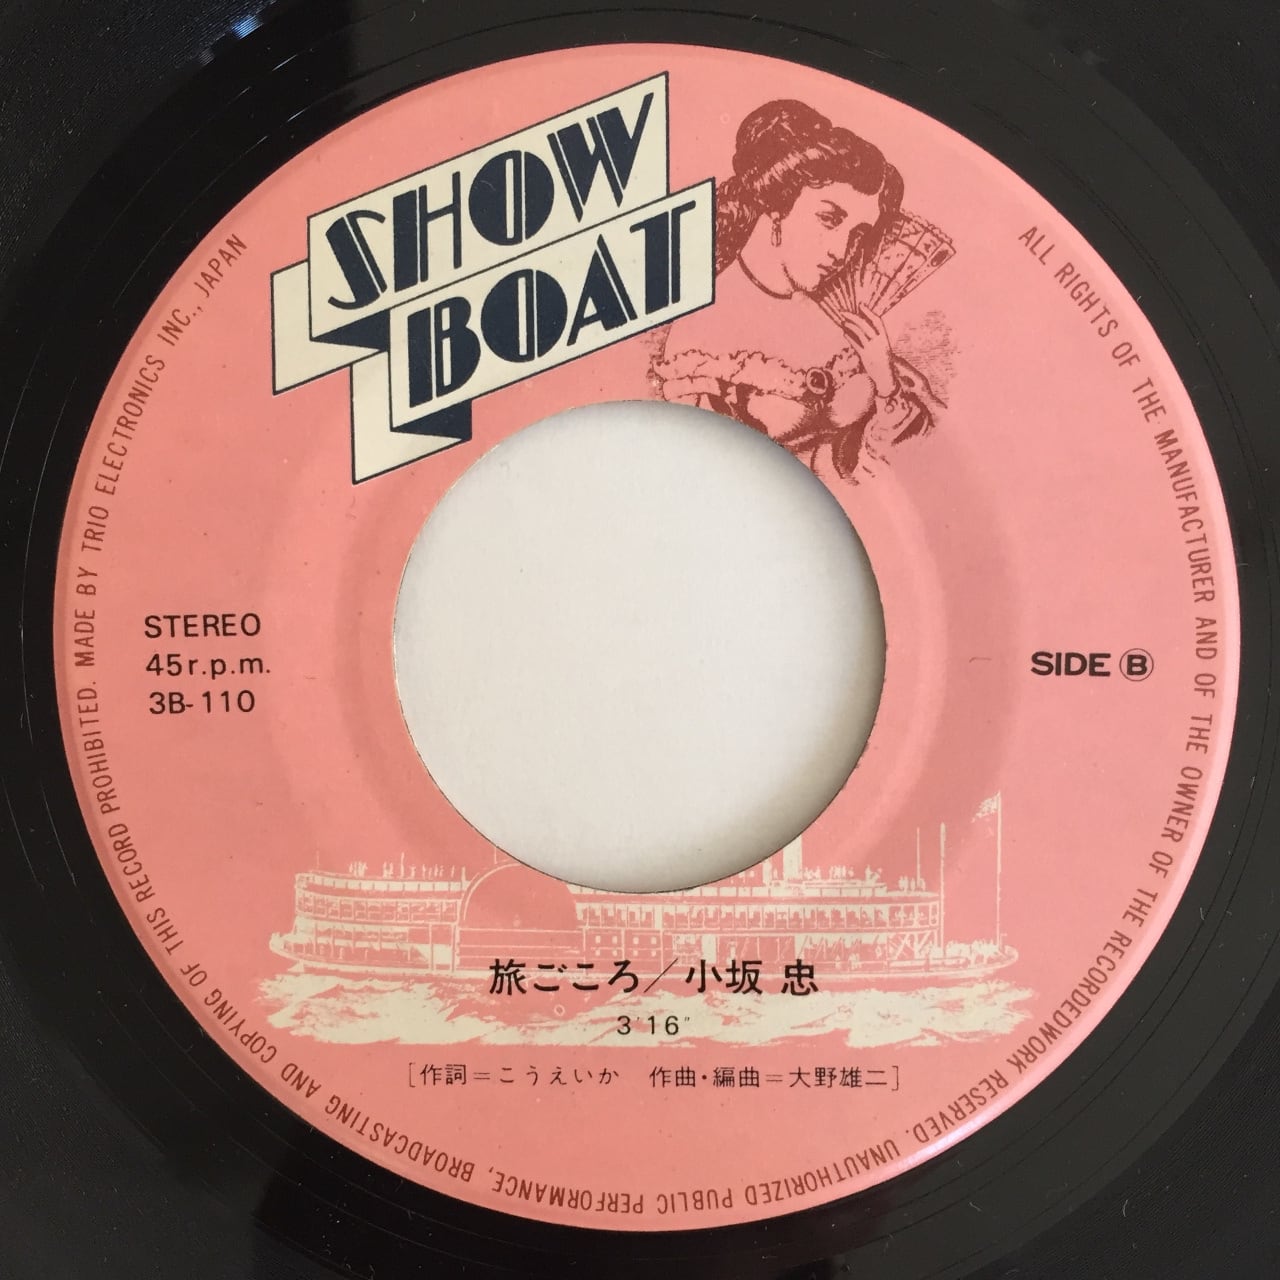 SHOW
BOAT
STEREO
45r.p.m.
3B-110
SIDE Ⓑ
旅ごころ／小坂 忠
3'16"
[作詞＝こうえいか 作曲・編曲＝大野雄二]
ALL RIGHTS OF THE MANUFACTURER AND OF THE OWNER OF THE RECORDEDWORK RESERVED. UNAUTHORIZED PUBLIC PERFORMANCE, BROADCASTING AND COPYING OF THIS RECORD PROHIBITED. MADE BY TRIO ELECTRONICS INC., JAPAN